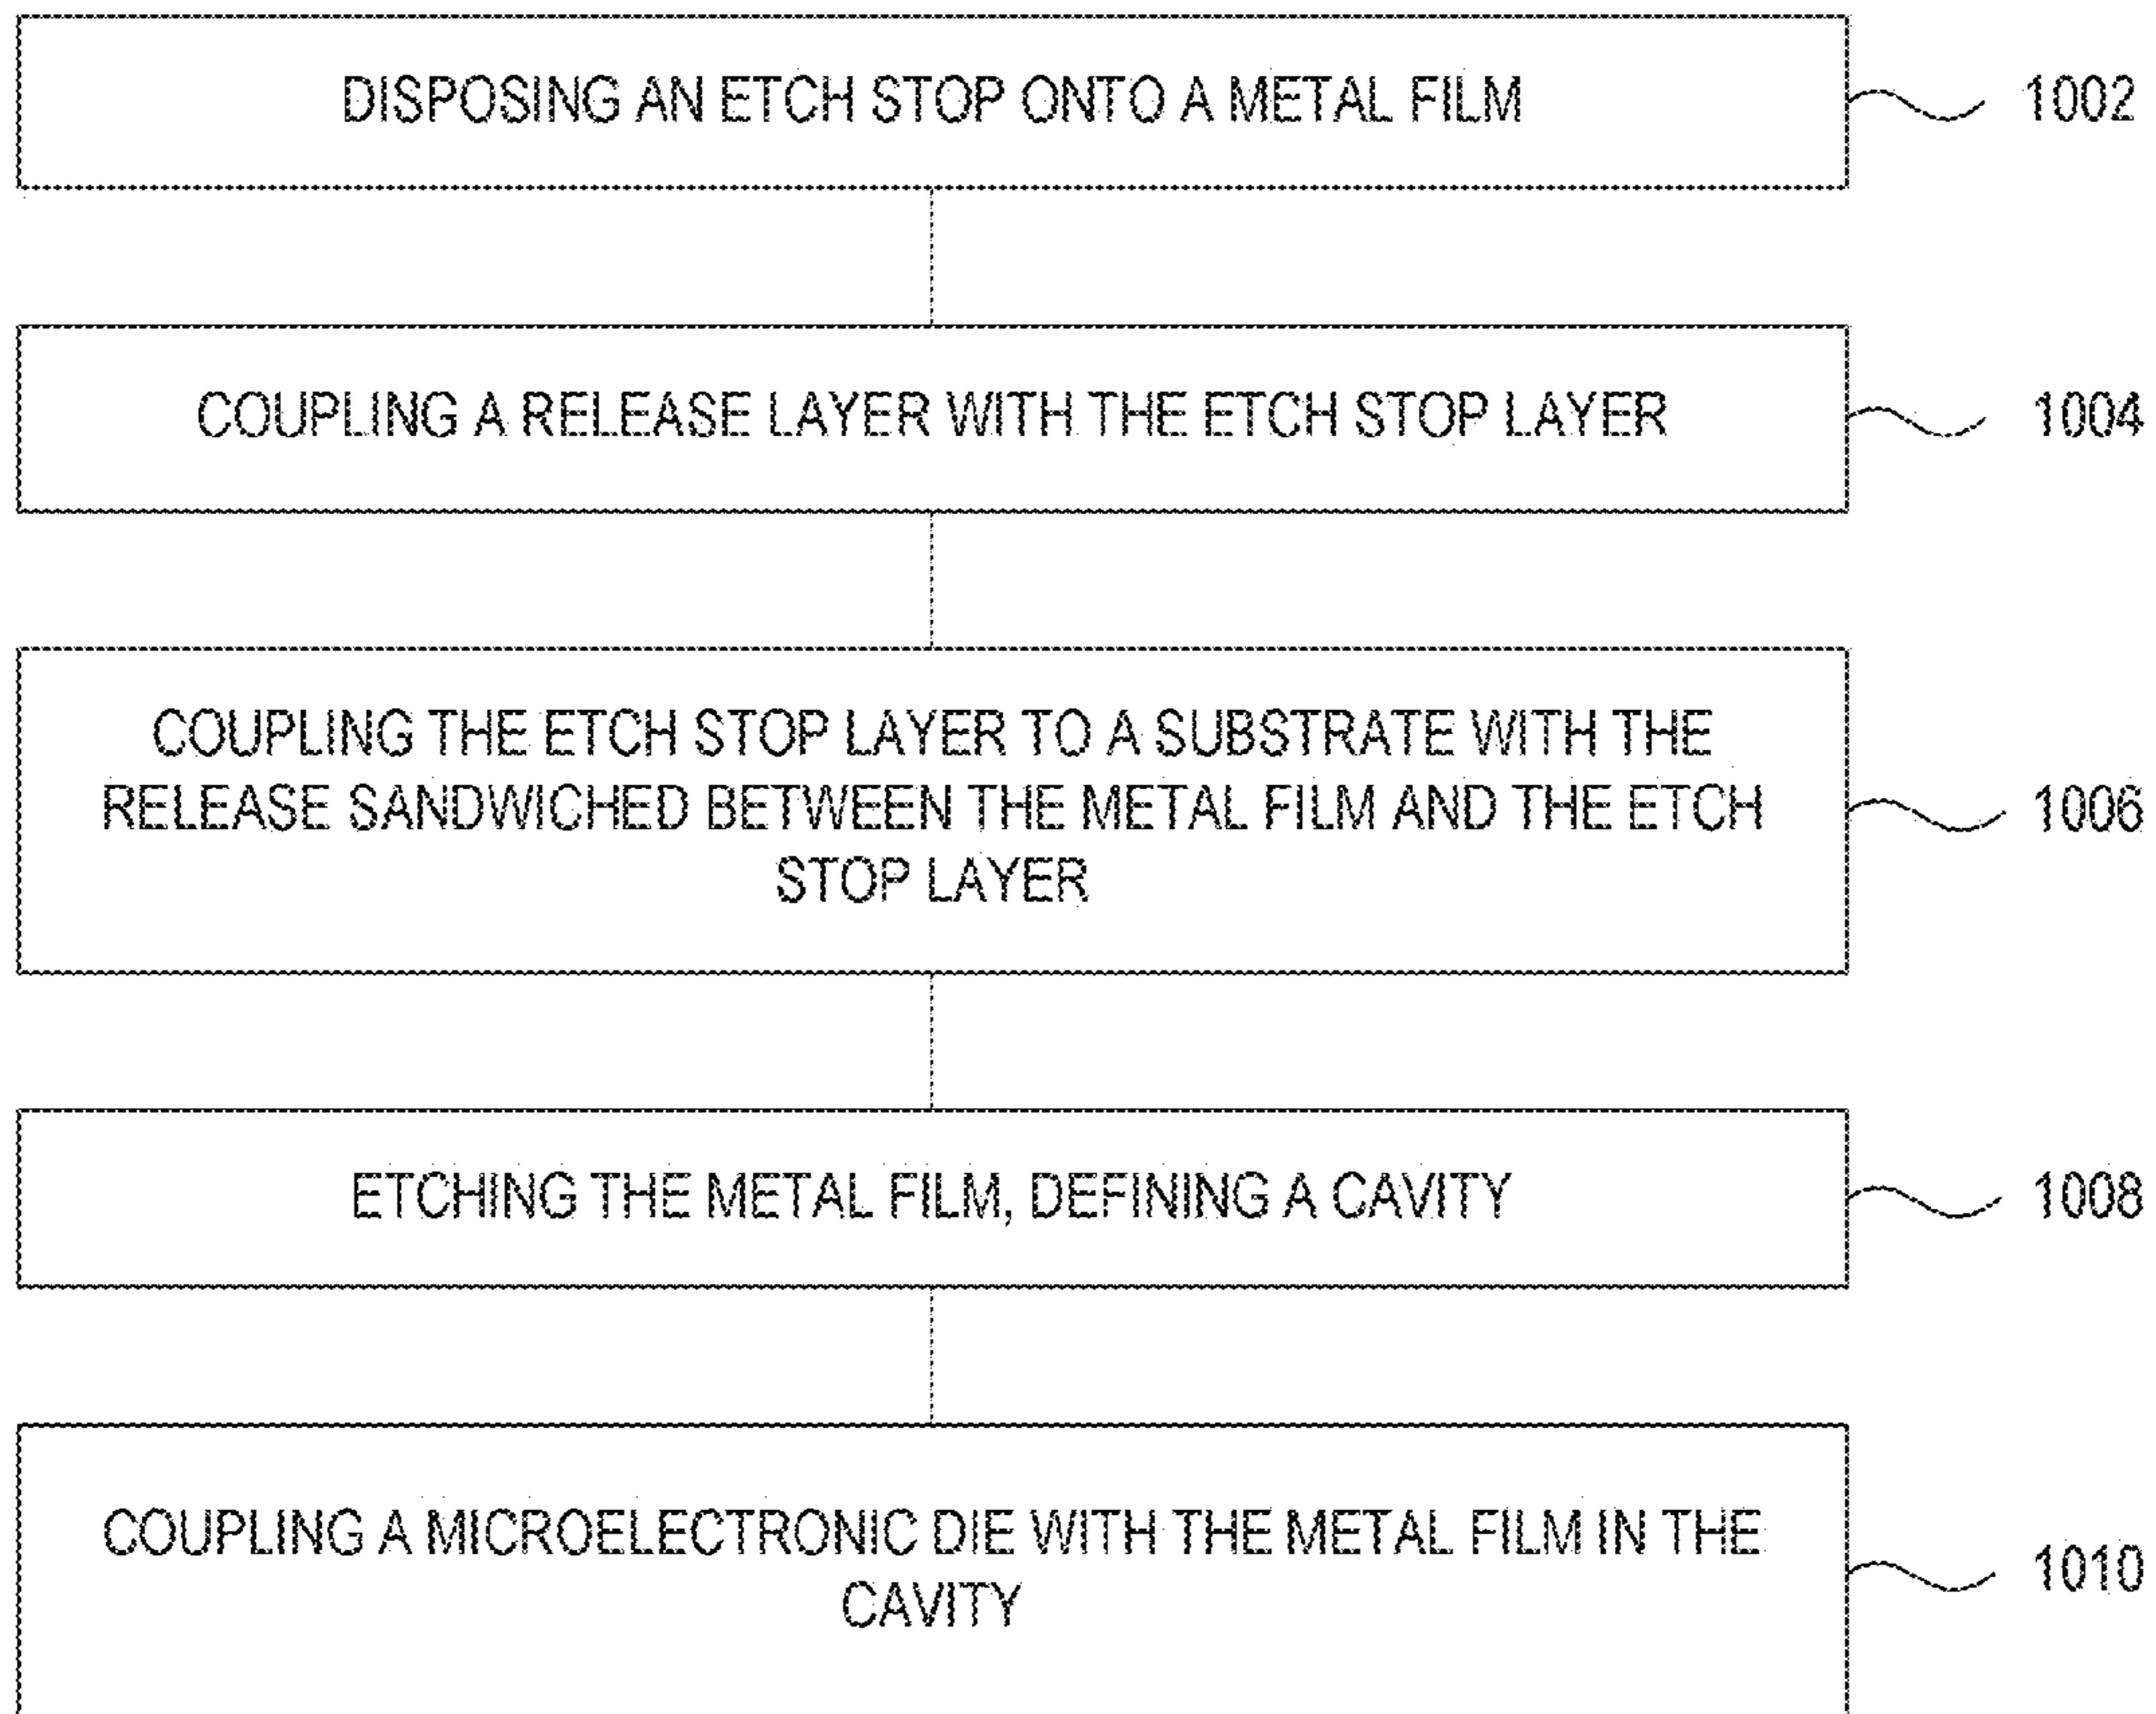 DISPOSING AN ETCH STOP ONTO A METAL FILM
1002
COUPLING A RELEASE LAYER WITH THE ETCH STOP LAYER
1004
COUPLING THE ETCH STOP LAYER TO A SUBSTRATE WITH THE
RELEASE SANDWICHED BETWEEN THE METAL FILM AND THE ETCH
STOP LAYER
1006
ETCHING THE METAL FILM, DEFINING A CAVITY
1008
COUPLING A MICROELECTRONIC DIE WITH THE METAL FILM IN THE
CAVITY
1010